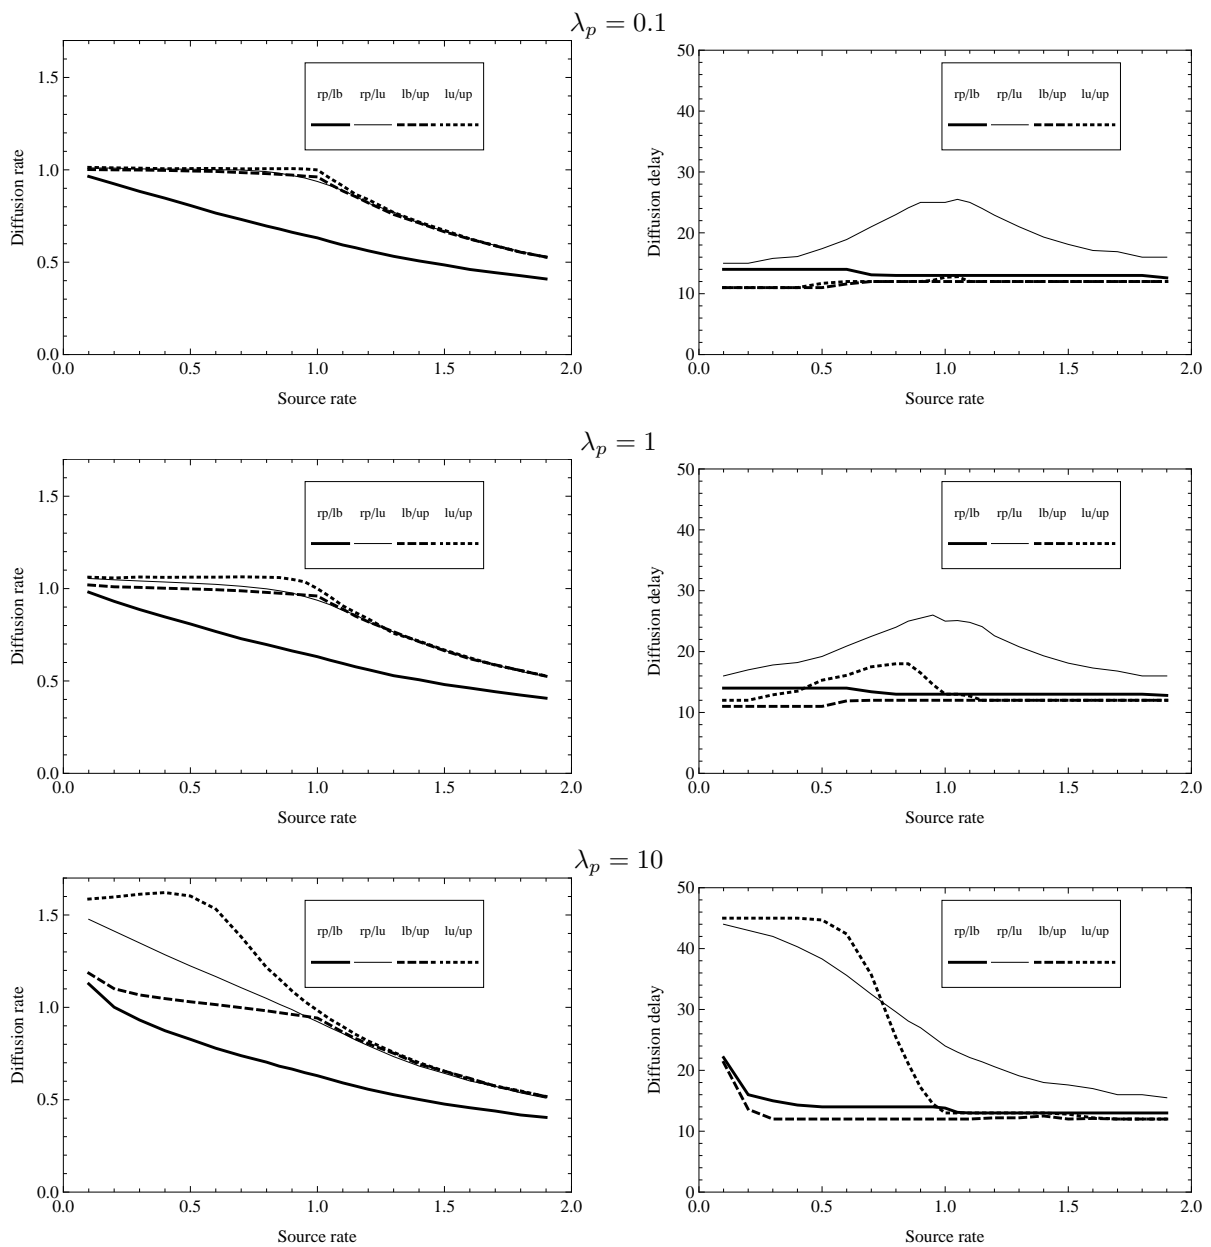 λp = 0.1
Diffusion rate
1.5
1.0
0.5
0.0
rp/lb rp/lu lb/up lu/up
0.0 0.5 1.0 1.5 2.0
Source rate
Diffusion delay
50
40
30
20
10
0
rp/lb rp/lu lb/up lu/up
0.0 0.5 1.0 1.5 2.0
Source rate
λp = 1
Diffusion rate
1.5
1.0
0.5
0.0
rp/lb rp/lu lb/up lu/up
0.0 0.5 1.0 1.5 2.0
Source rate
Diffusion delay
50
40
30
20
10
0
rp/lb rp/lu lb/up lu/up
0.0 0.5 1.0 1.5 2.0
Source rate
λp = 10
Diffusion rate
1.5
1.0
0.5
0.0
rp/lb rp/lu lb/up lu/up
0.0 0.5 1.0 1.5 2.0
Source rate
Diffusion delay
50
40
30
20
10
0
rp/lb rp/lu lb/up lu/up
0.0 0.5 1.0 1.5 2.0
Source rate